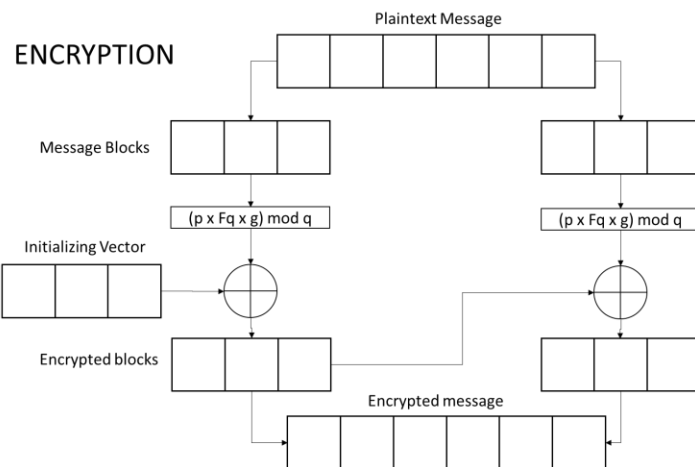 Plaintext Message
ENCRYPTION
Message Blocks
(p x Fq x g) mod q
(p x Fq x g) mod q
Initializing Vector
Encrypted blocks
Encrypted message